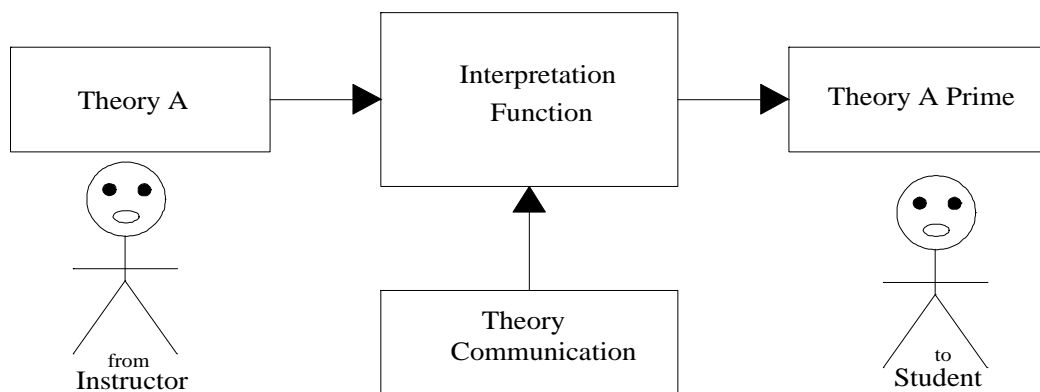 Theory A
Interpretation
Function
Theory A Prime
Theory
Communication
from
Instructor
to
Student